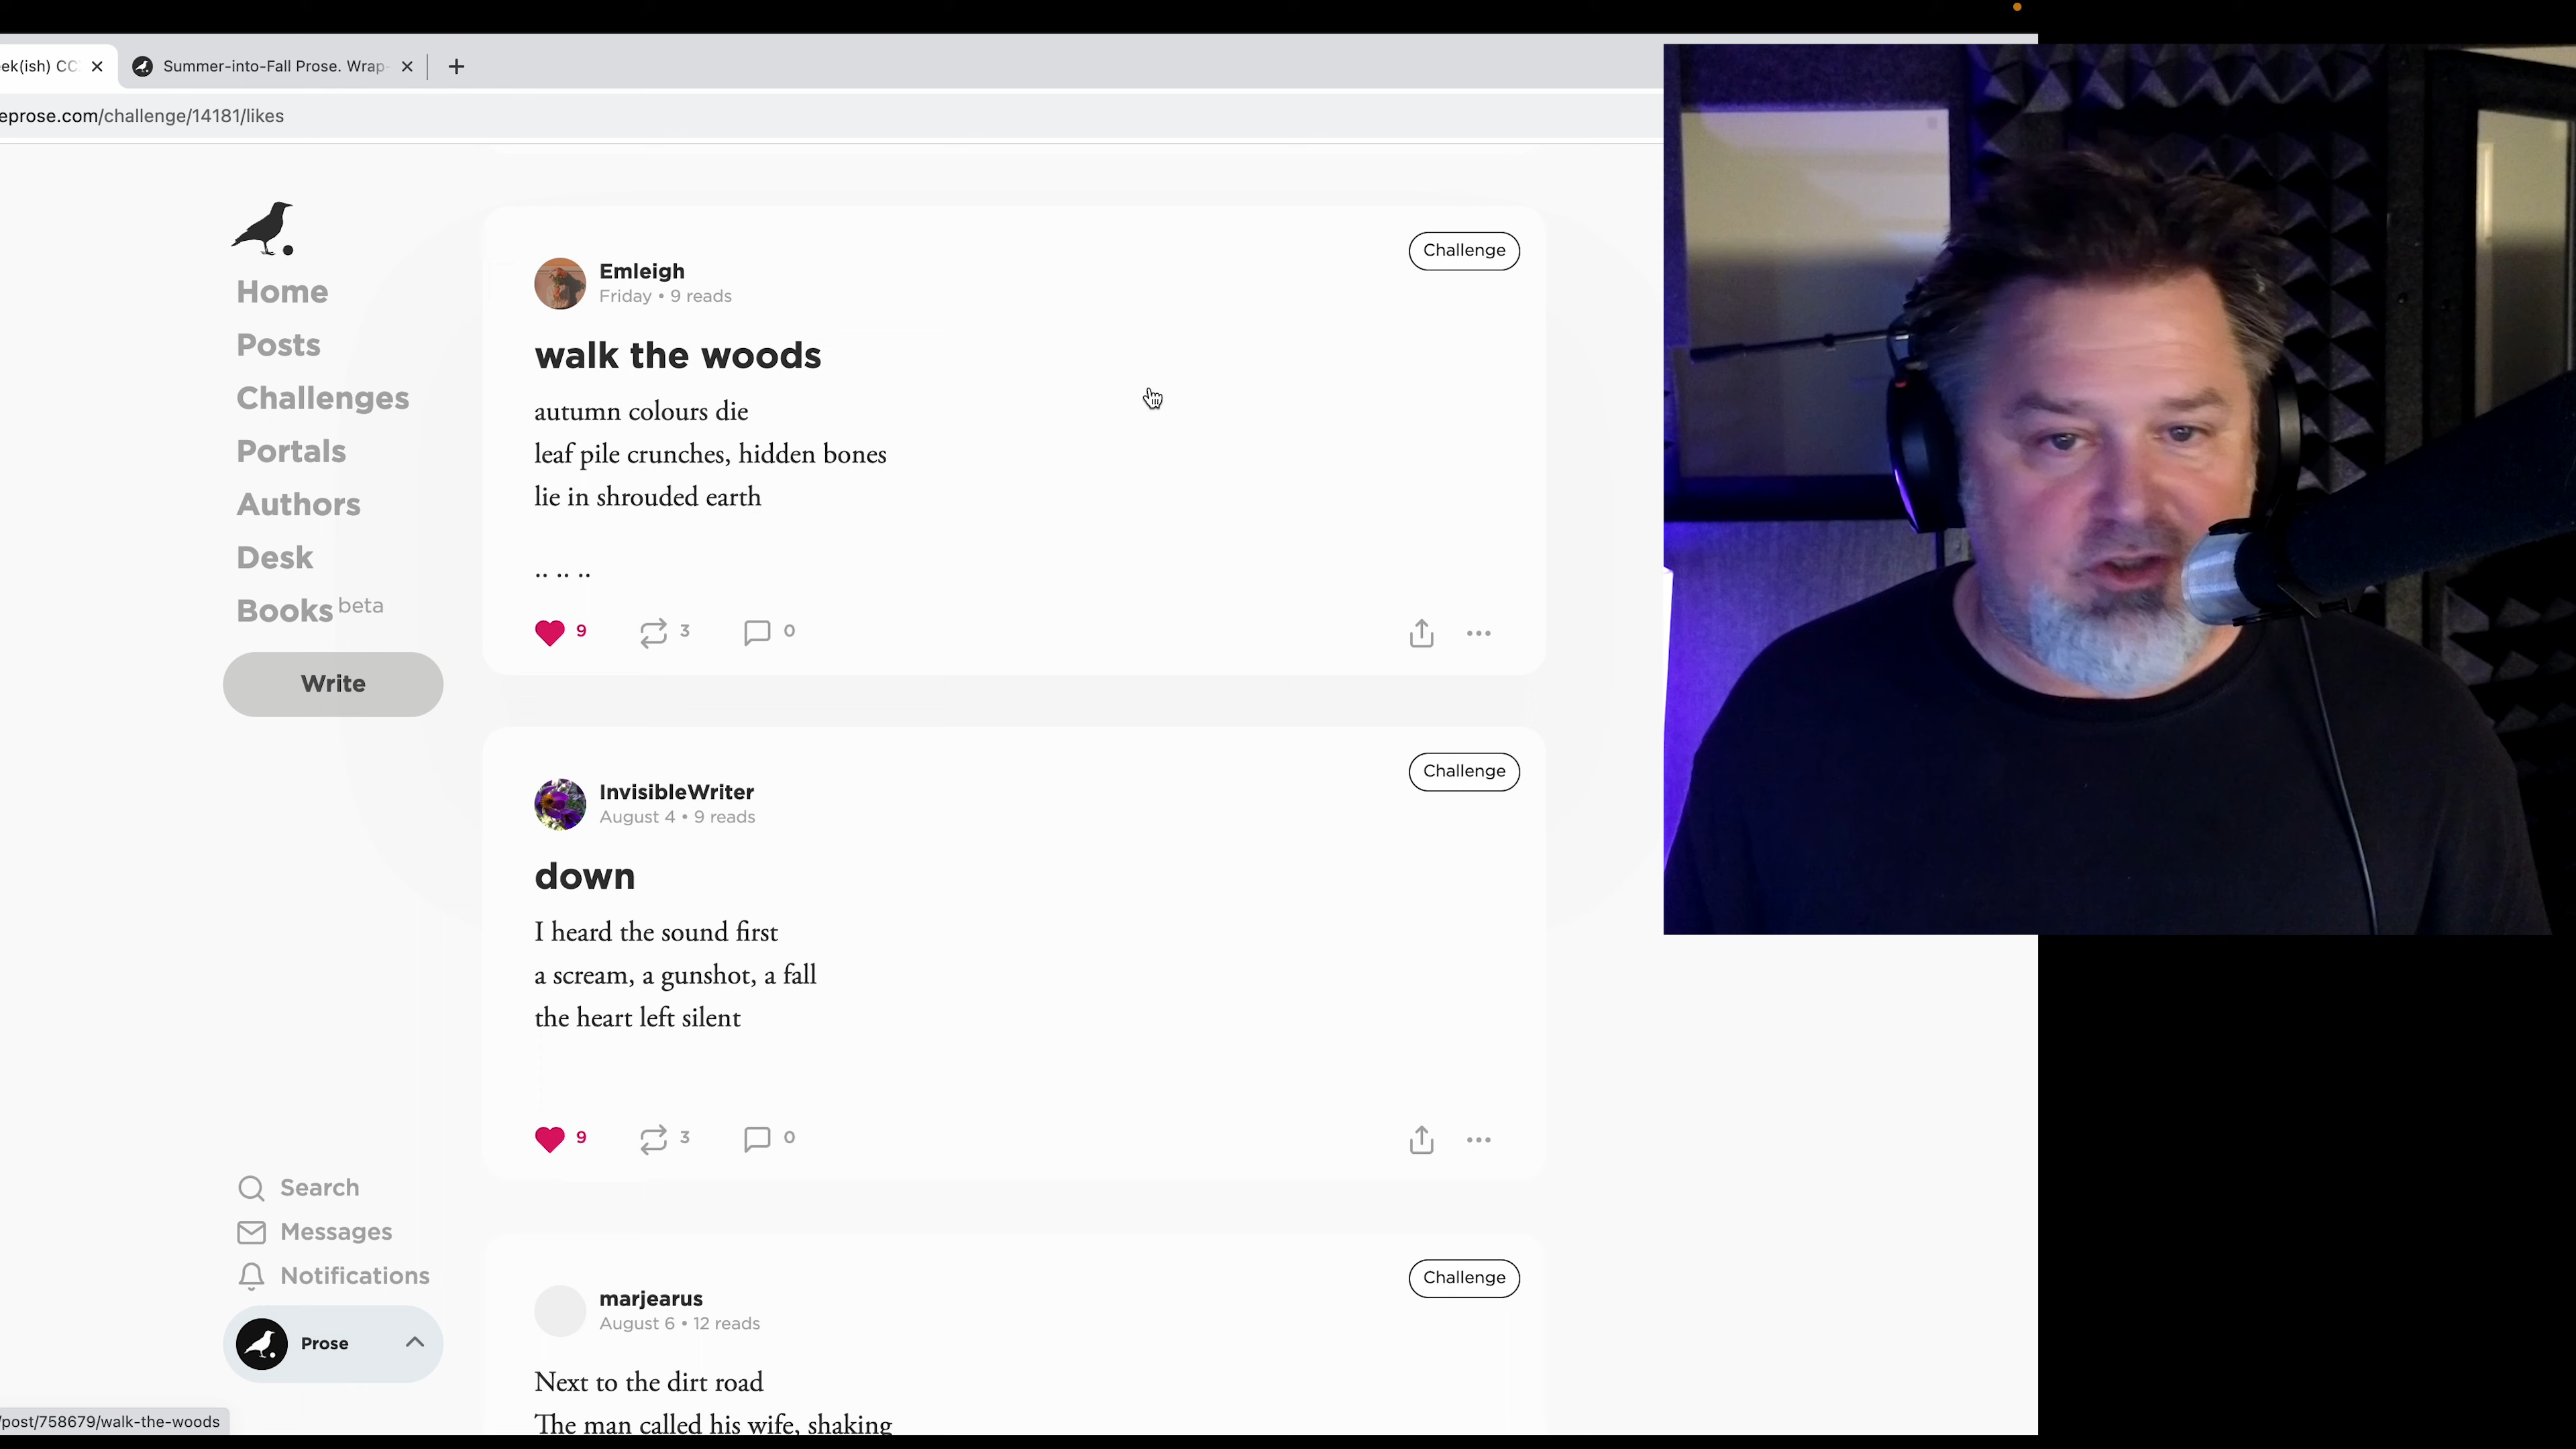 ek(ish) CC
Summer-into-Fall Prose. Wrap-
eprose.com/challenge/14181/likes
Home
Posts
Challenges
Portals
Authors
Desk
Books beta
Write
Challenge
Emleigh
Friday • 9 reads
walk the woods
autumn colours die
leaf pile crunches, hidden bones
lie in shrouded earth
.. .. ..
9 3 0
Challenge
InvisibleWriter
August 4 • 9 reads
down
I heard the sound first
a scream, a gunshot, a fall
the heart left silent
9 3 0
Challenge
marjearus
August 6 • 12 reads
Next to the dirt road
The man called his wife, shaking
Search
Messages
Notifications
Prose
/post/758679/walk-the-woods